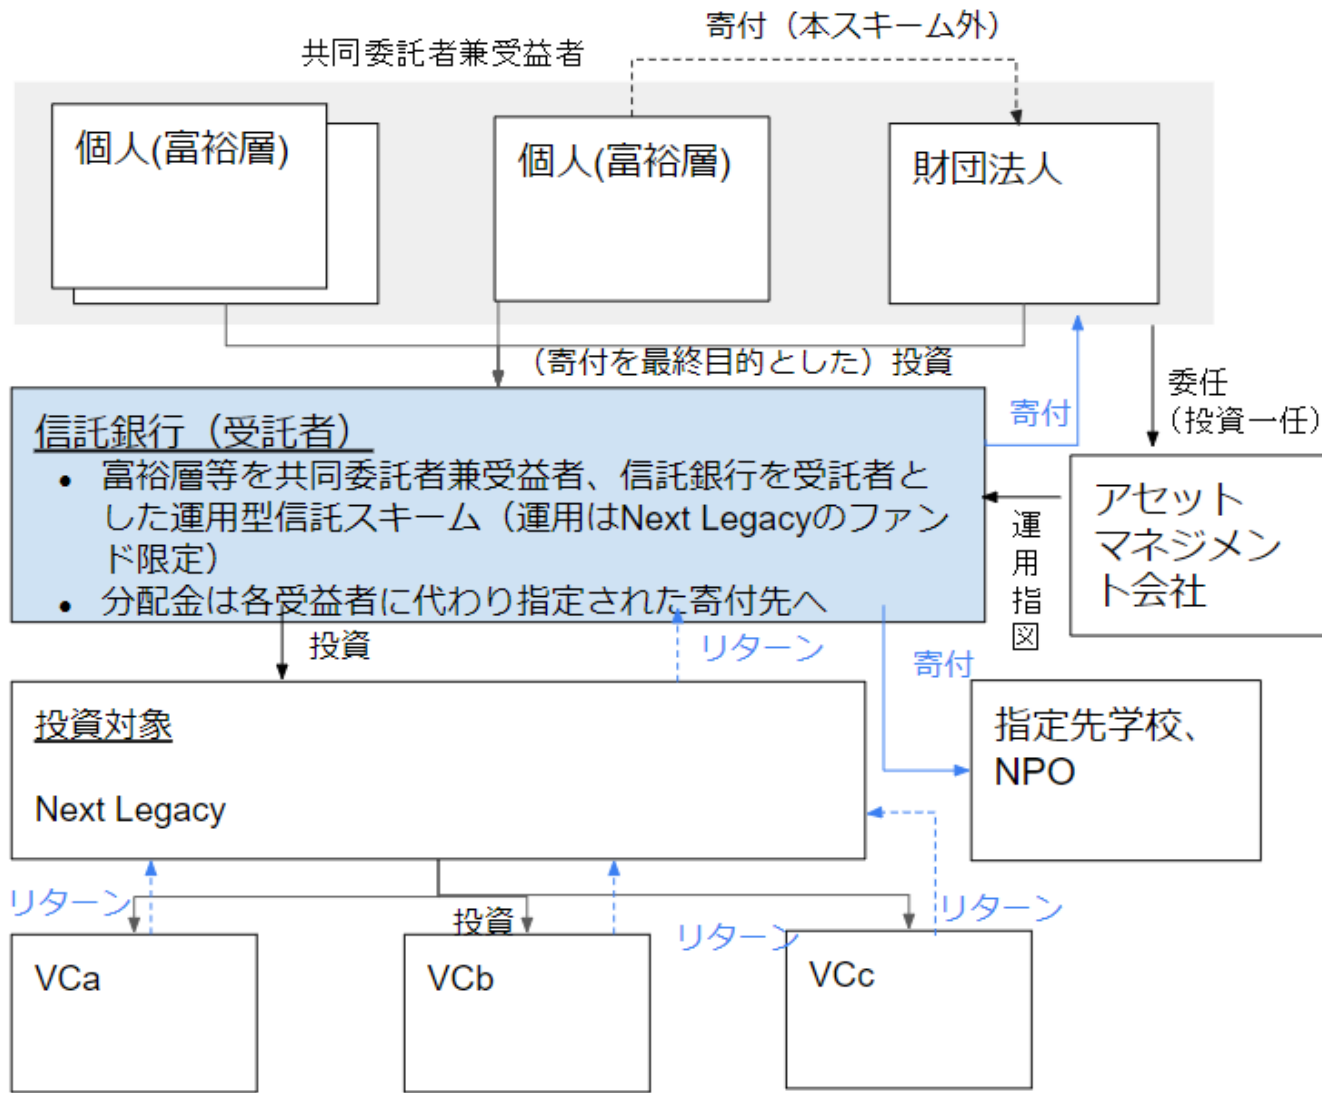 寄付（本スキーム外）
共同委託者兼受益者
個人(富裕層)
個人(富裕層)
財団法人
（寄付を最終目的とした）投資
寄付
委任
（投資一任）
信託銀行（受託者）
● 富裕層等を共同委託者兼受益者、信託銀行を受託者と
した運用型信託スキーム（運用はNext Legacyのファン
ド限定）
● 分配金は各受益者に代わり指定された寄付先へ
運用指図
アセット
マネジメン
ト会社
投資
リターン
寄付
投資対象
Next Legacy
指定先学校、
NPO
リターン
投資
リターン
リターン
VCa
VCb
VCc